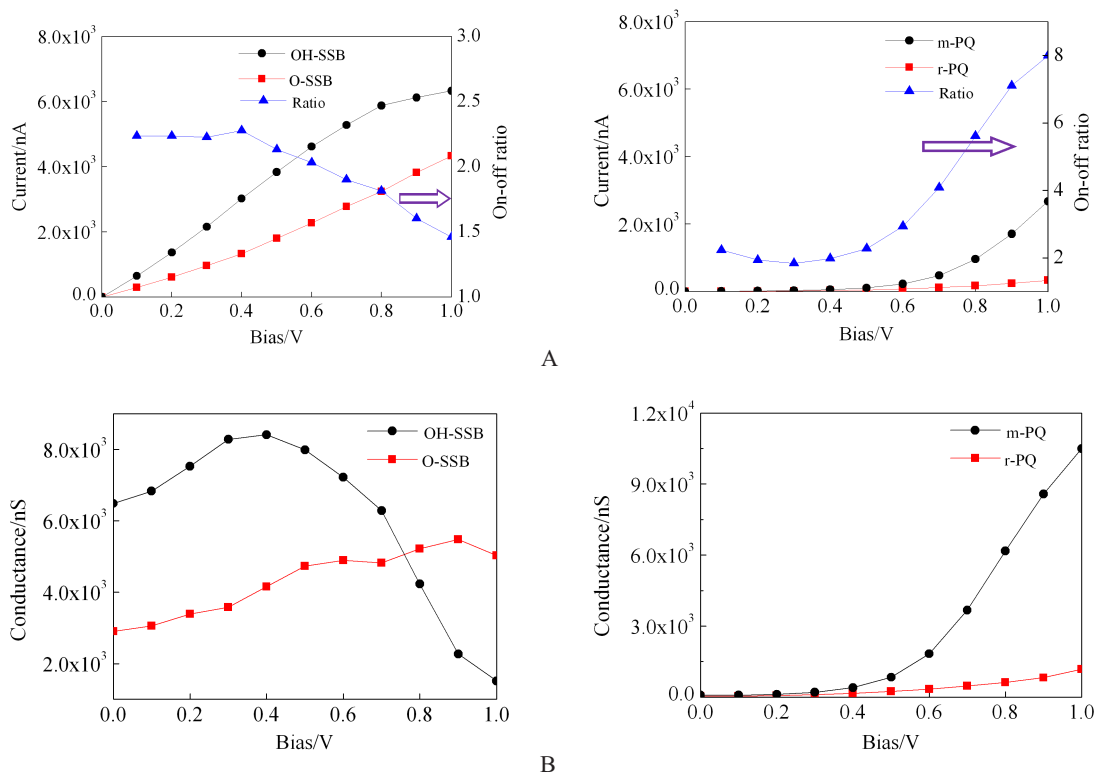 8.0x10³
6.0x10³
4.0x10³
2.0x10³
0.0
Current/nA
OH-SSB
O-SSB
Ratio
3.0
2.5
2.0
1.5
1.0
On-off ratio
0.0 0.2 0.4 0.6 0.8 1.0
Bias/V
8.0x10³
6.0x10³
4.0x10³
2.0x10³
0.0
Current/nA
m-PQ
r-PQ
Ratio
8
6
4
2
On-off ratio
0.0 0.2 0.4 0.6 0.8 1.0
Bias/V
A
8.0x10³
6.0x10³
4.0x10³
2.0x10³
Conductance/nS
OH-SSB
O-SSB
0.0 0.2 0.4 0.6 0.8 1.0
Bias/V
1.2x10⁴
9.0x10³
6.0x10³
3.0x10³
0.0
Conductance/nS
m-PQ
r-PQ
0.0 0.2 0.4 0.6 0.8 1.0
Bias/V
B